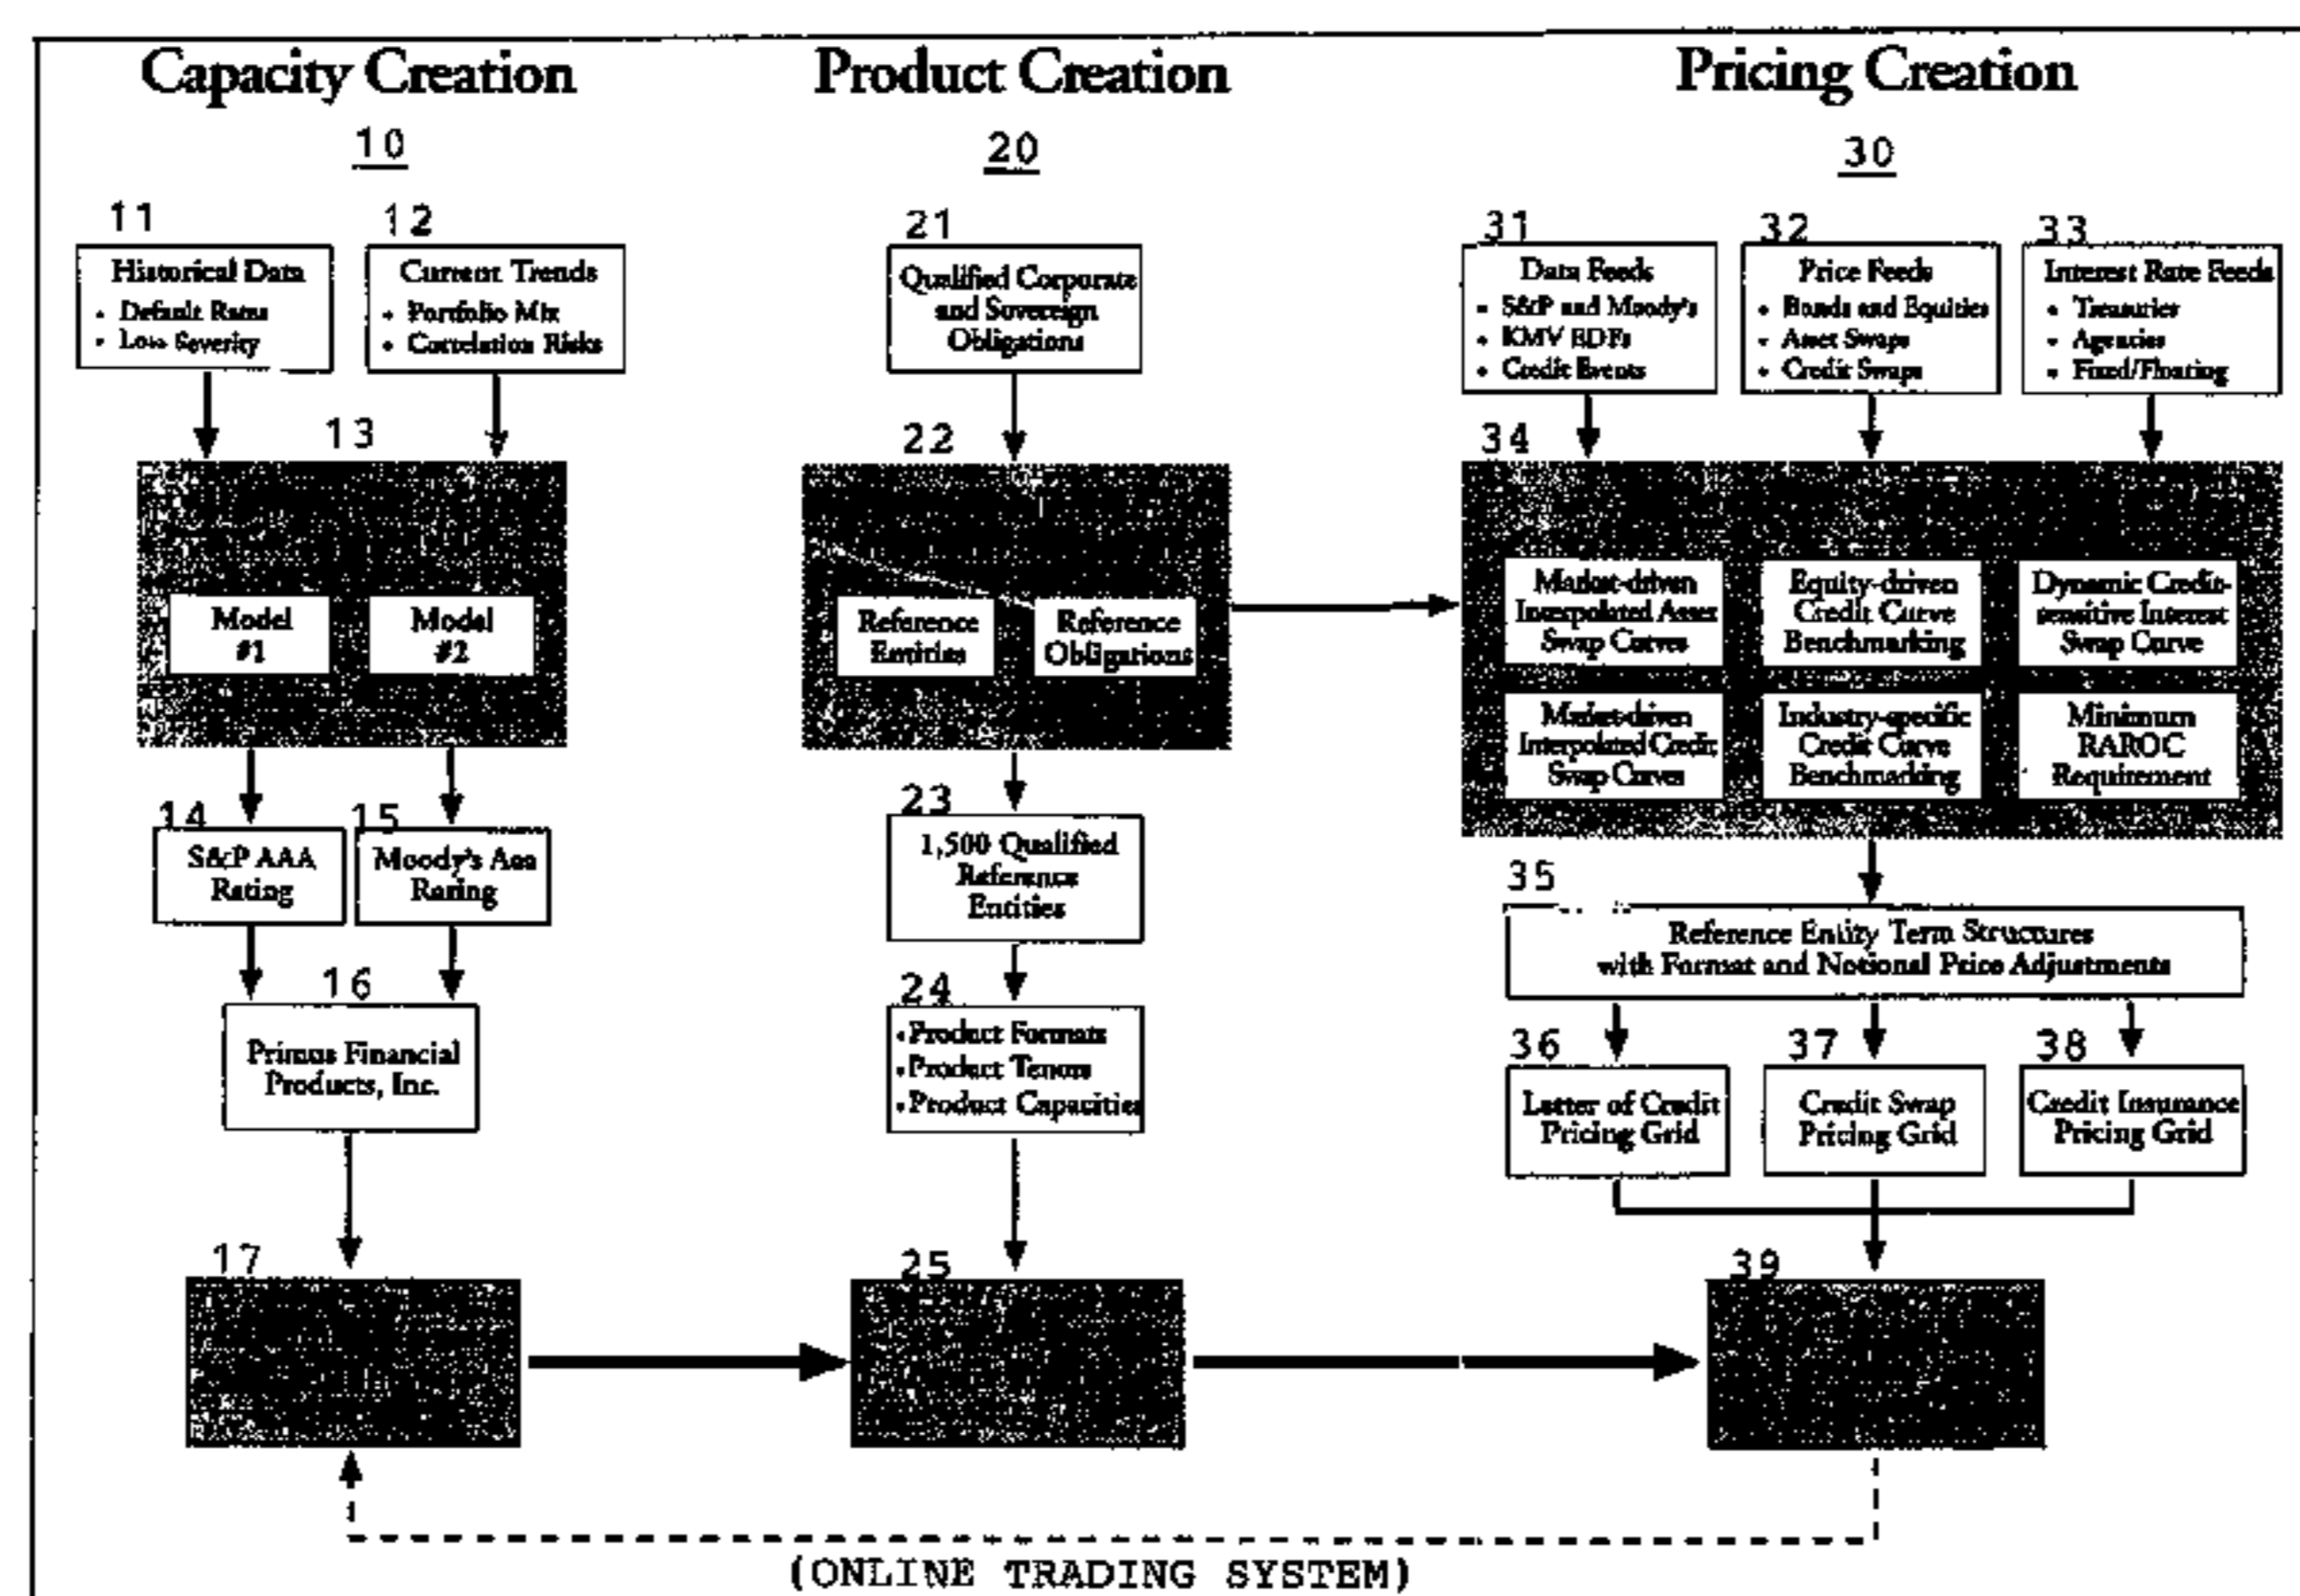 Capacity Creation
10
11
Historical Data
• Default Rates
• Loss Severity
12
Current Trends
• Portfolio Mix
• Correlation Risks
13
Model
#1
Model
#2
14
S&P AAA
Rating
15
Moody's Aaa
Rating
16
Primus Financial
Products, Inc.
17
Product Creation
20
21
Qualified Corporate
and Sovereign
Obligations
22
Reference
Entities
Reference
Obligations
23
1,500 Qualified
Reference
Entities
24
• Product Formats
• Product Tenors
• Product Capacities
25
Pricing Creation
30
31
Data Feeds
• S&P and Moody's
• KMV EDFs
• Credit Events
32
Price Feeds
• Bonds and Equities
• Asset Swaps
• Credit Swaps
33
Interest Rate Feeds
• Treasuries
• Agencies
• Fixed/Floating
34
Market-driven
Interpolated Asset
Swap Curves
Equity-driven
Credit Curve
Benchmarking
Dynamic Credit-
sensitive Interest
Swap Curve
Market-driven
Interpolated Credit
Swap Curves
Industry-specific
Credit Curve
Benchmarking
Minimum
RAROC
Requirement
35
Reference Entity Term Structures
with Format and Notional Price Adjustments
36
Letter of Credit
Pricing Grid
37
Credit Swap
Pricing Grid
38
Credit Insurance
Pricing Grid
39
(ONLINE TRADING SYSTEM)